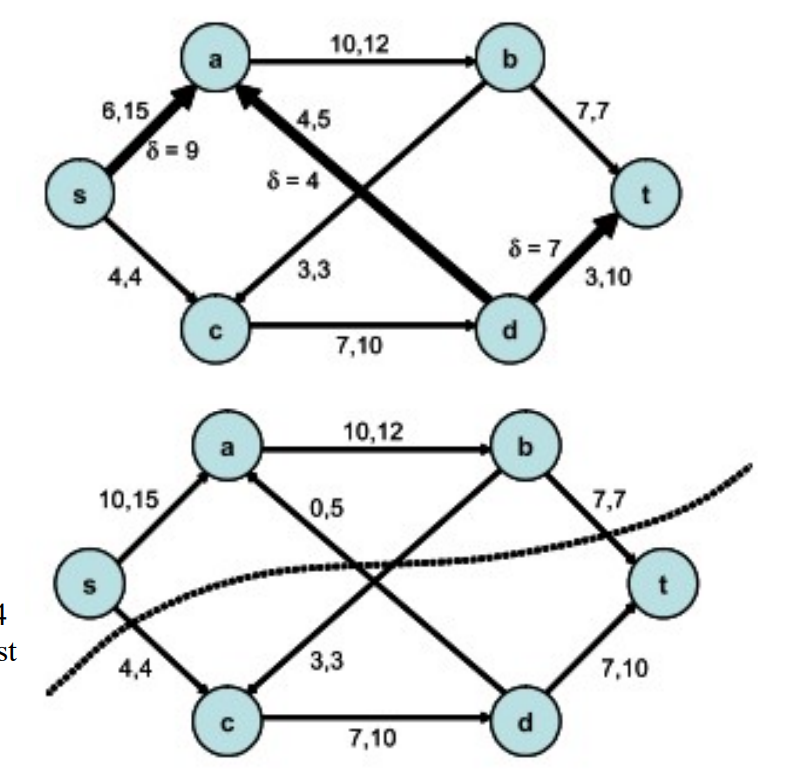 a
10,12
b
6,15
4,5
7,7
δ = 9
δ = 4
s
t
δ = 7
4,4
3,3
3,10
c
d
7,10
a
10,12
b
10,15
0,5
7,7
s
t
4
st
4,4
3,3
7,10
c
d
7,10